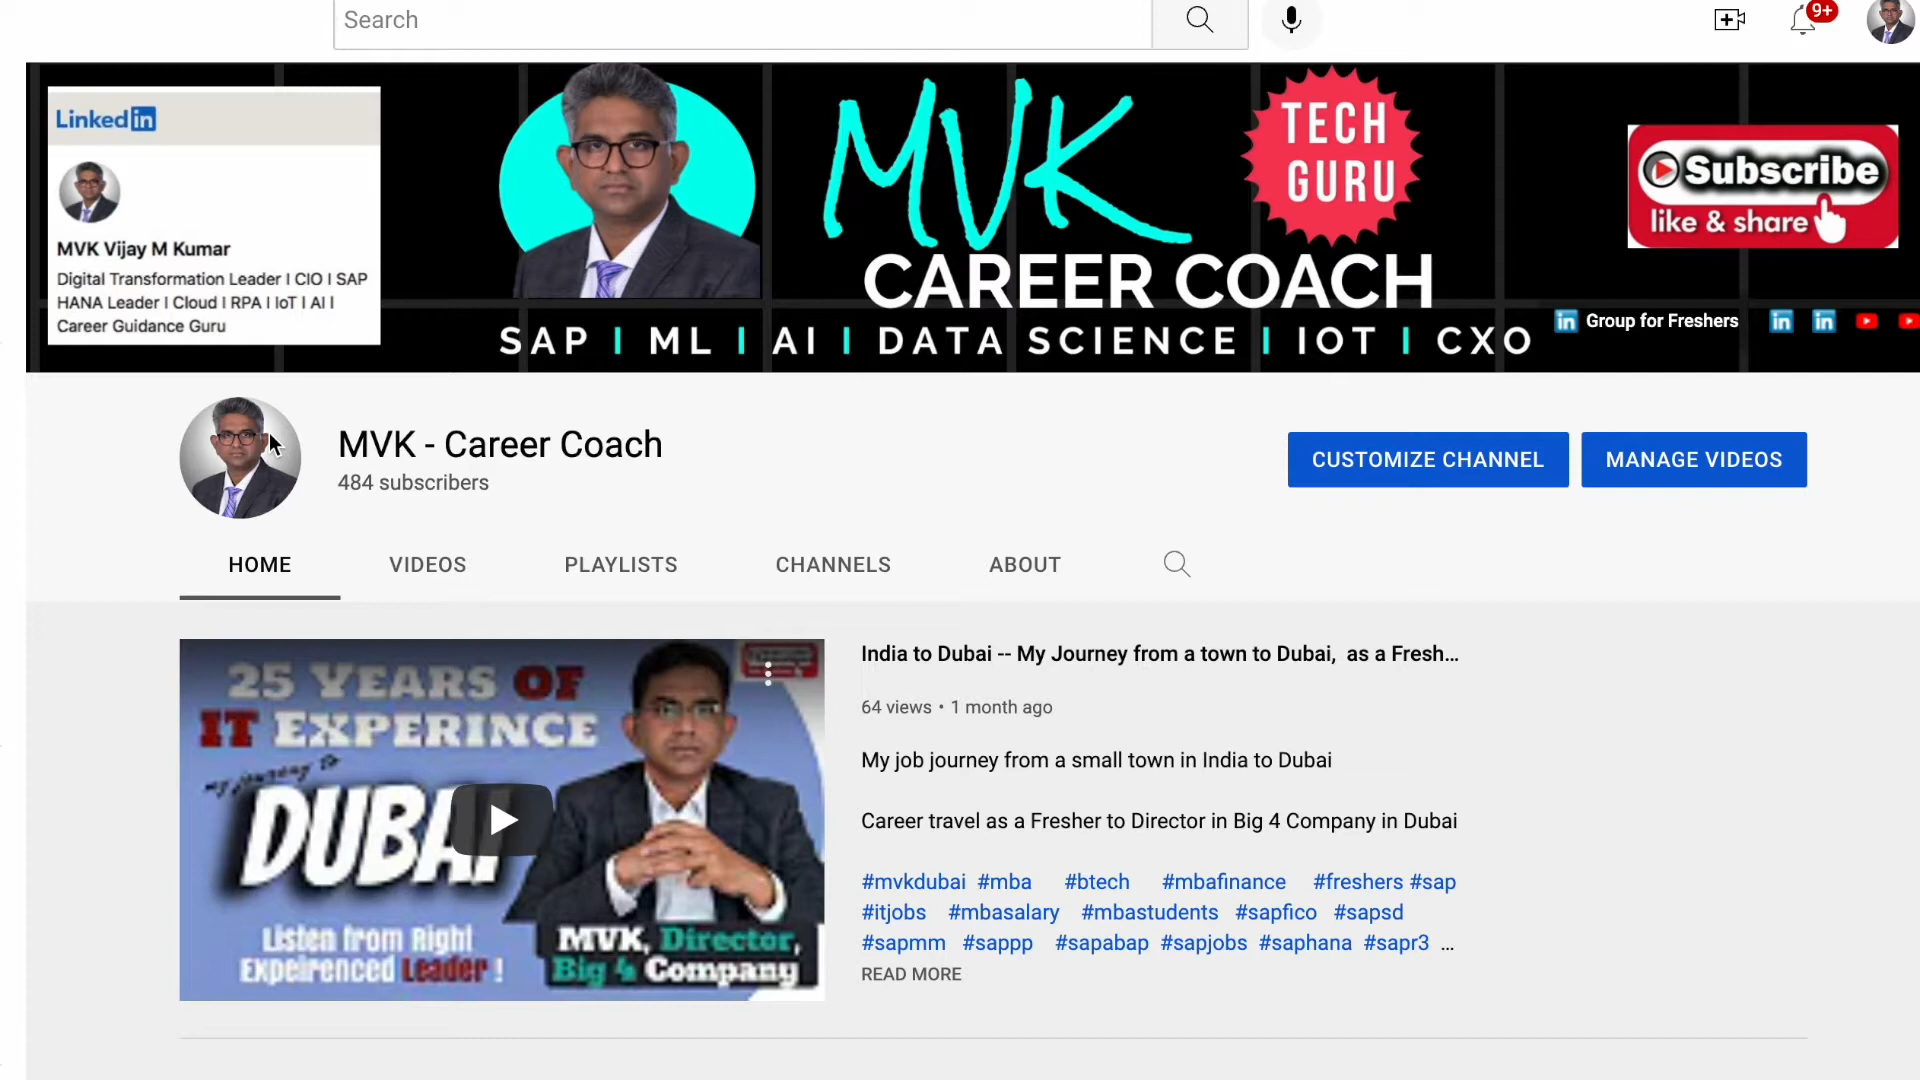 Search
9+
Linked in
MVK Vijay M Kumar
Digital Transformation Leader I CIO I SAP
HANA Leader I Cloud I RPA I IoT I AI I
Career Guidance Guru
MVK
TECH
GURU
CAREER COACH
SAP | ML | AI | DATA SCIENCE | IOT | CXO
Subscribe
like & share
in Group for Freshers in in
MVK - Career Coach
484 subscribers
CUSTOMIZE CHANNEL
MANAGE VIDEOS
HOME VIDEOS PLAYLISTS CHANNELS ABOUT
25 YEARS OF
IT EXPERINCE
my journey to
DUBAI
Listen from Right
Expeirenced Leader !
MVK, Director,
Big 4 Company
India to Dubai -- My Journey from a town to Dubai, as a Fresh...
64 views • 1 month ago
My job journey from a small town in India to Dubai
Career travel as a Fresher to Director in Big 4 Company in Dubai
#mvkdubai #mba #btech #mbafinance #freshers #sap
#itjobs #mbasalary #mbastudents #sapfico #sapsd
#sapmm #sappp #sapabap #sapjobs #saphana #sapr3 ...
READ MORE